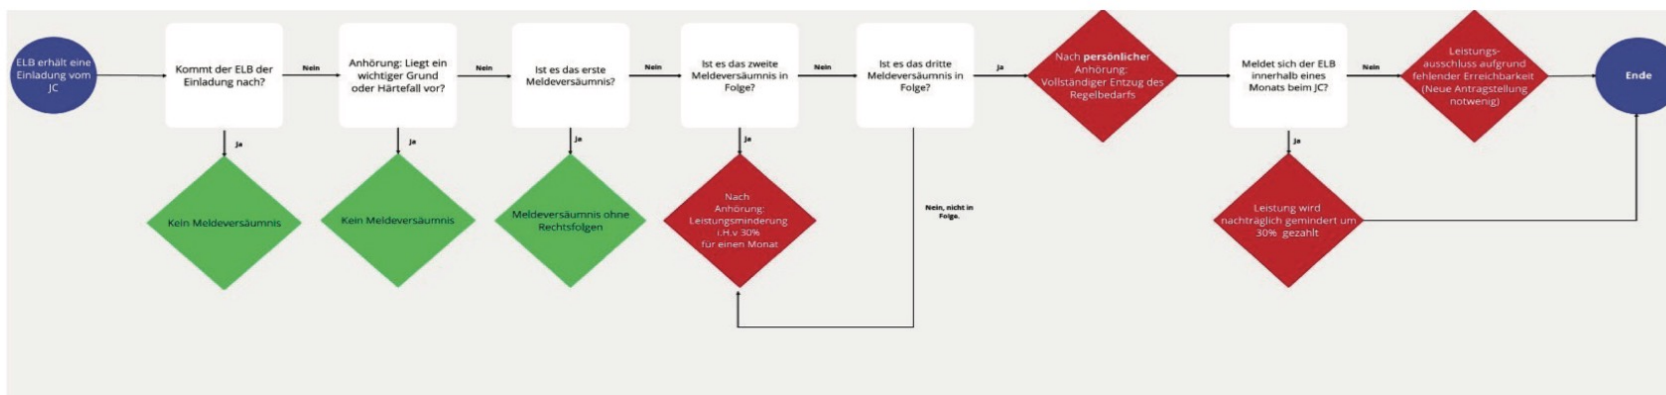 ELB erhält eine
Einladung vom
JC
Kommt der ELB der
Einladung nach?
Nein
Anhörung: Liegt ein
wichtiger Grund
oder Härtefall vor?
Nein
Ist es das erste
Meldeversäumnis?
Nein
Ist es das zweite
Meldeversäumnis in
Folge?
Nein
Ist es das dritte
Meldeversäumnis in
Folge?
Ja
Nach persönlicher
Anhörung:
Vollständiger Entzug des
Regelbedarfs
Meldet sich der ELB
innerhalb eines
Monats beim JC?
Nein
Leistungs-
ausschluss aufgrund
fehlender Erreichbarkeit
(Neue Antragstellung
notwenig)
Ende
Ja
Kein Meldeversäumnis
Ja
Kein Meldeversäumnis
Ja
Meldeversäumnis ohne
Rechtsfolgen
Ja
Nach
Anhörung:
Leistungsminderung
i.H.v 30%
für einen Monat
Nein, nicht in
Folge.
Ja
Leistung wird
nachträglich gemindert um
30% gezahlt